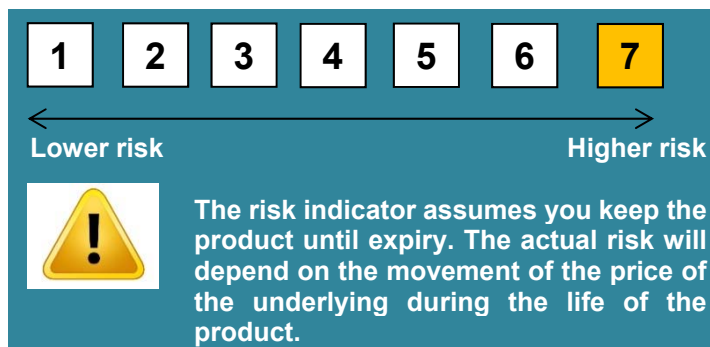 1 2 3 4 5 6 7
Lower risk Higher risk
!
The risk indicator assumes you keep the
product until expiry. The actual risk will
depend on the movement of the price of
the underlying during the life of the
product.